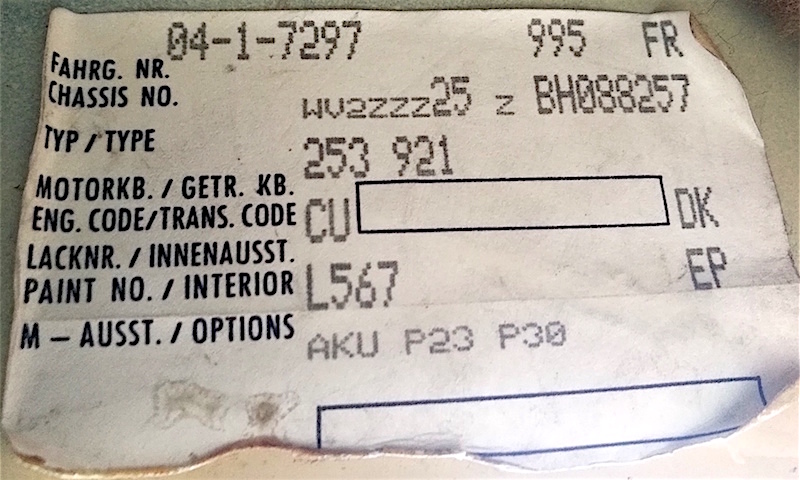 04-1-7297 995 FR
FAHRG. NR.
CHASSIS NO. WV2ZZZ25 Z BH088257
TYP / TYPE 253 921
MOTORKB. / GETR. KB.
ENG. CODE/TRANS. CODE CU DK
LACKNR. / INNENAUSST.
PAINT NO. / INTERIOR L567 EP
M – AUSST. / OPTIONS AKU P23 P30